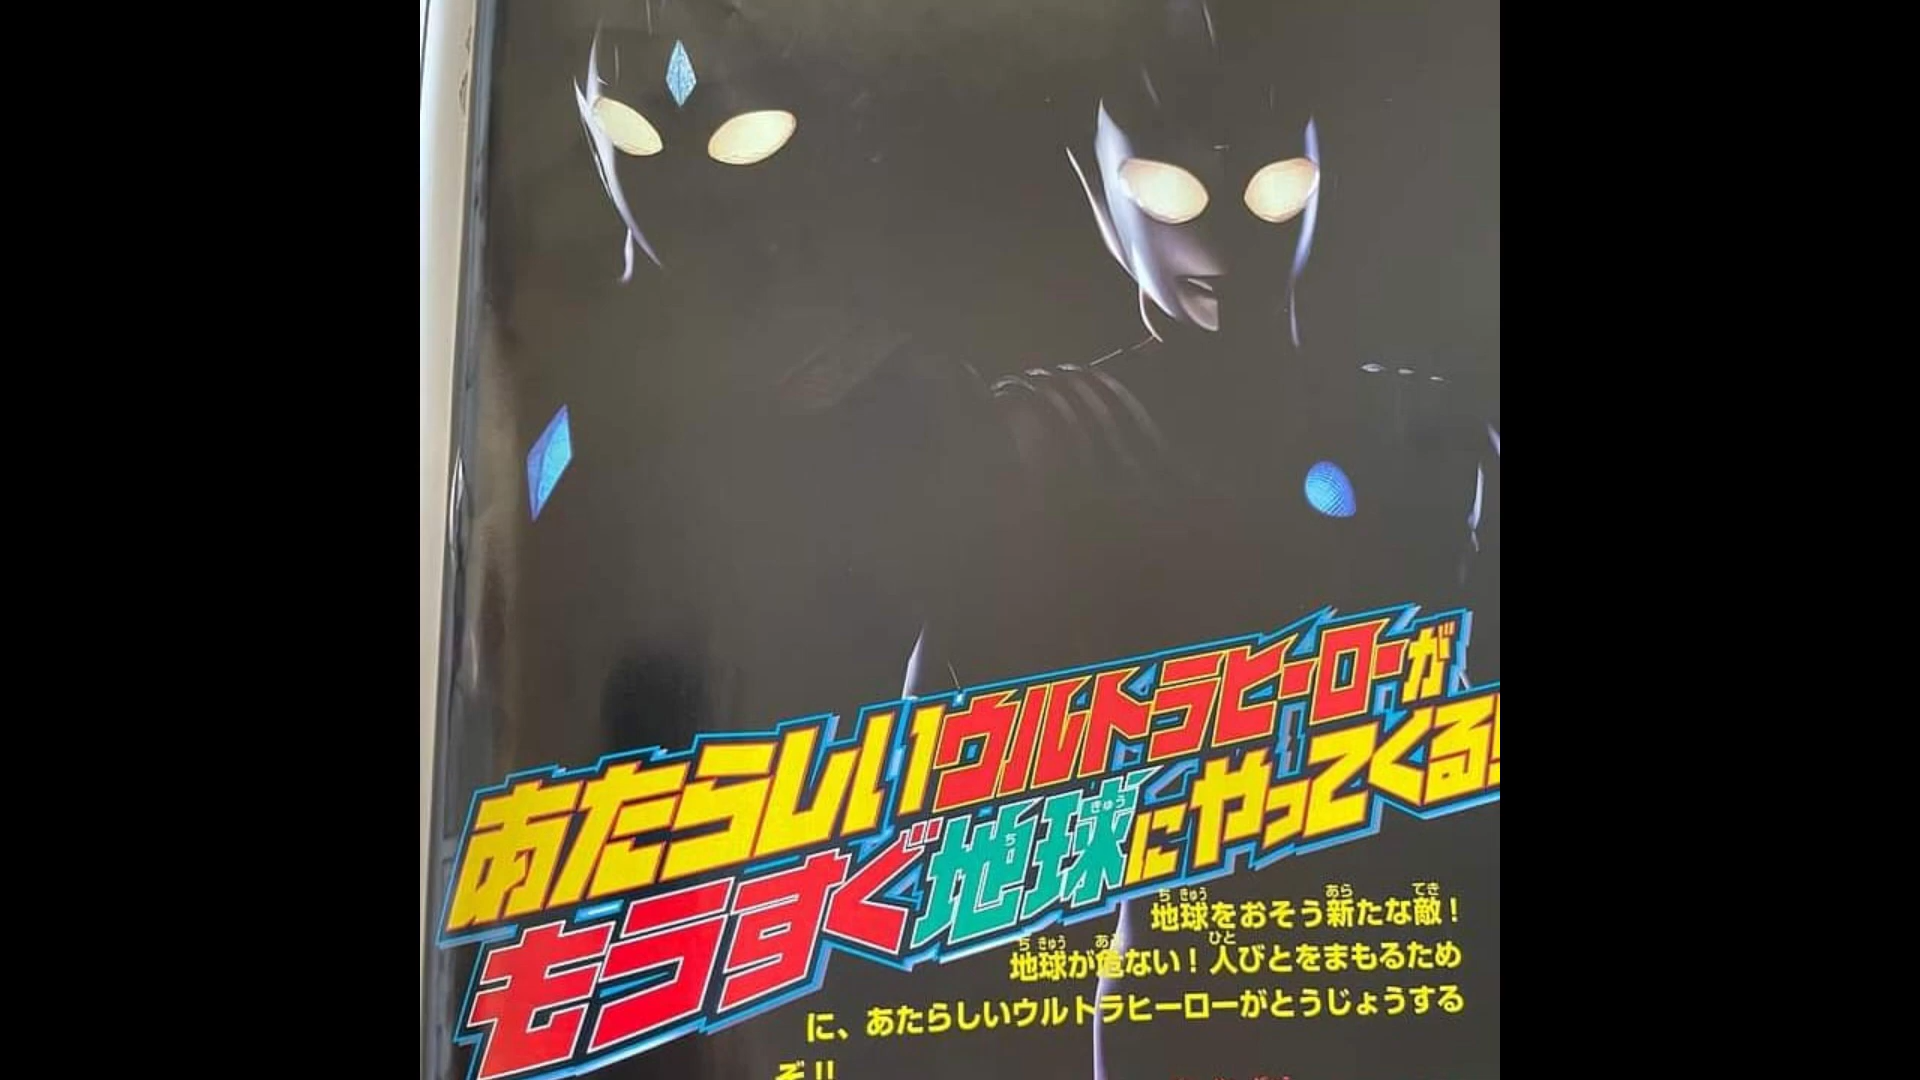 あたらしいウルトラヒーローが
もうすぐ地球にやってくる!
地球をおそう新たな敵！
地球が危ない！人びとをまもるため
に、あたらしいウルトラヒーローがとうじょうする
ぞ!!